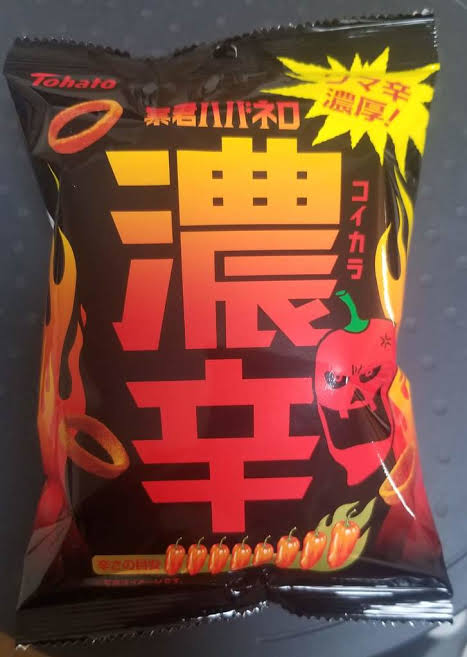 Tohato
ウマ辛
濃厚!
暴君ハバネロ
濃辛
コイカラ
辛さの目安